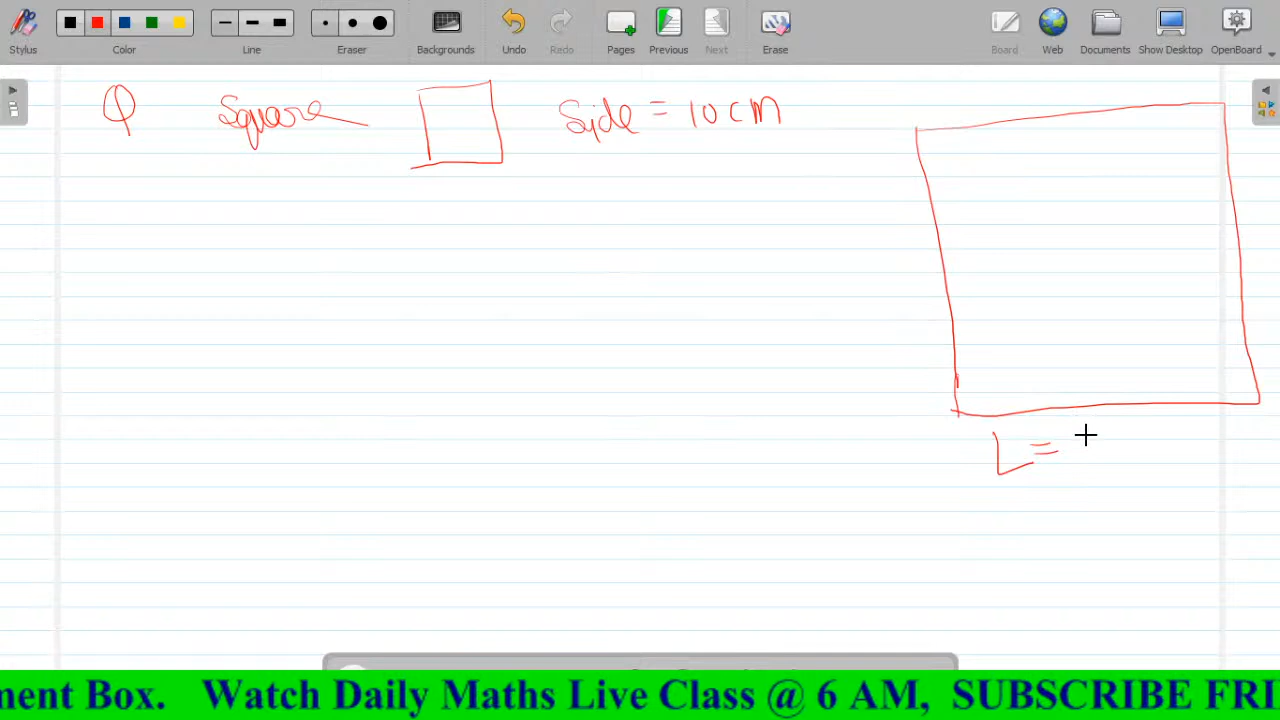 Stylus Color Line Eraser Backgrounds Undo Redo Pages Previous Next Erase Board Web Documents Show Desktop OpenBoard
Q Square Side = 10 cm
L =
ment Box. Watch Daily Maths Live Class @ 6 AM, SUBSCRIBE FRI